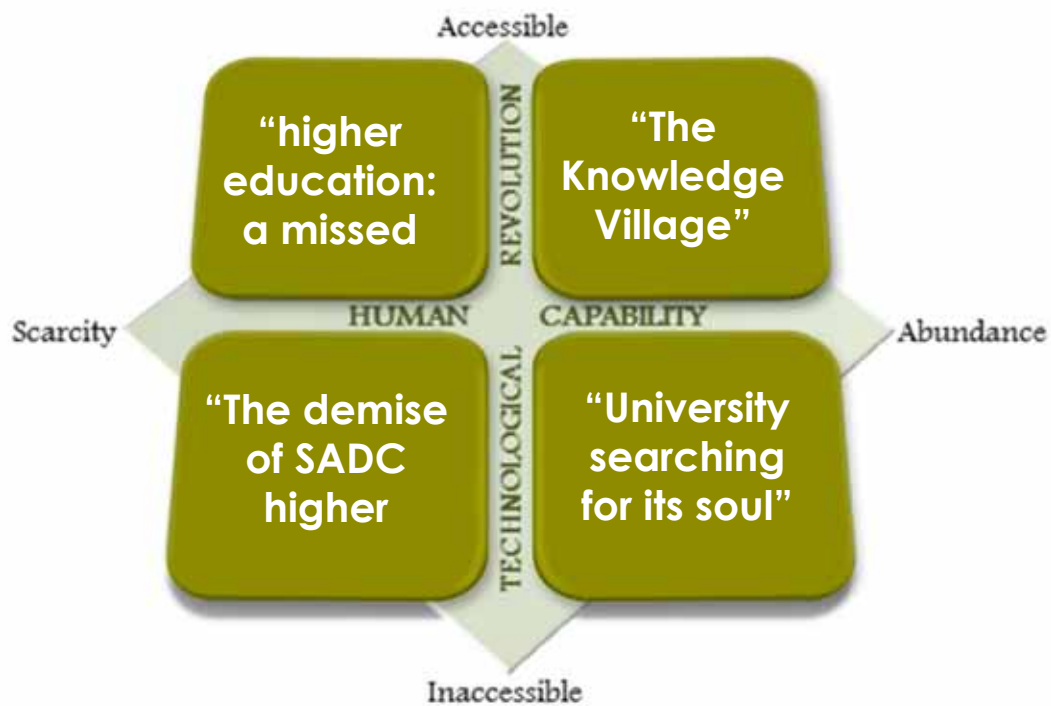 Accessible
“higher
education:
a missed
REVOLUTION
“The
Knowledge
Village”
Scarcity
HUMAN CAPABILITY
Abundance
“The demise
of SADC
higher
TECHNOLOGICAL
“University
searching
for its soul”
Inaccessible